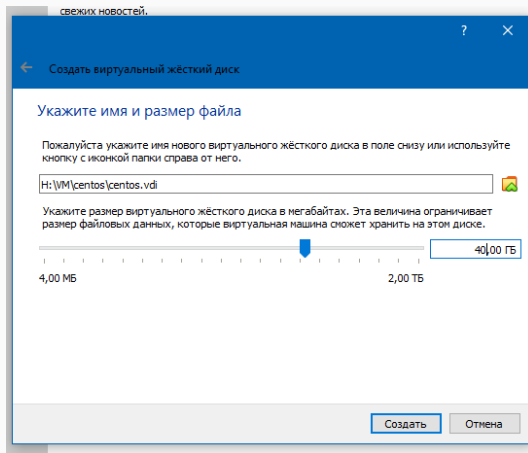 свежих новостей.
?
Создать виртуальный жёсткий диск
Укажите имя и размер файла
Пожалуйста укажите имя нового виртуального жёсткого диска в поле снизу или используйте
кнопку с иконкой папки справа от него.
H:\VM\centos\centos.vdi
Укажите размер виртуального жёсткого диска в мегабайтах. Эта величина ограничивает
размер файловых данных, которые виртуальная машина сможет хранить на этом диске.
40,00 ГБ
4,00 МБ 2,00 ТБ
Создать Отмена